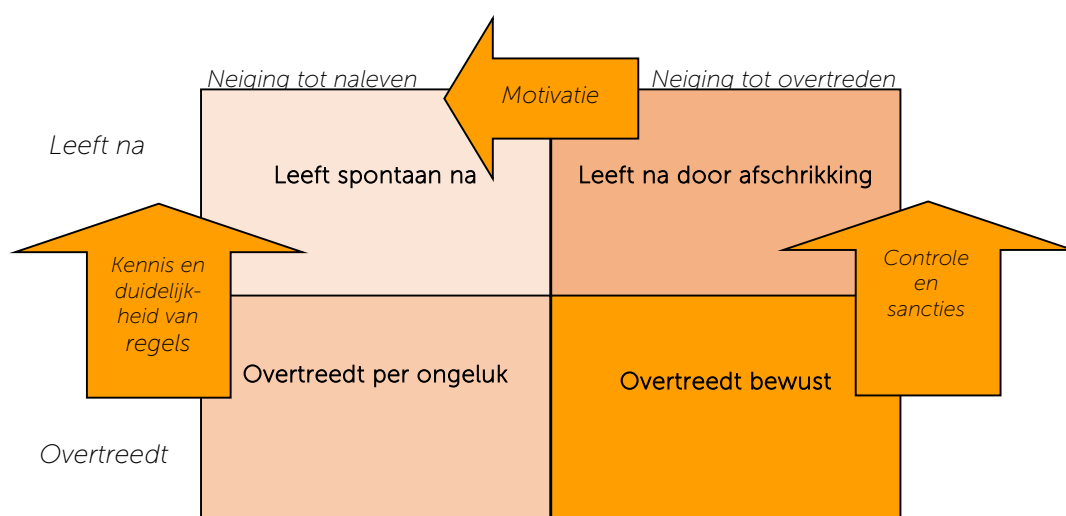 Neiging tot naleven
Motivatie
Neiging tot overtreden
Leeft na
Leeft spontaan na
Leeft na door afschrikking
Kennis en
duidelijk-
heid van
regels
Controle
en
sancties
Overtreedt per ongeluk
Overtreedt bewust
Overtreedt